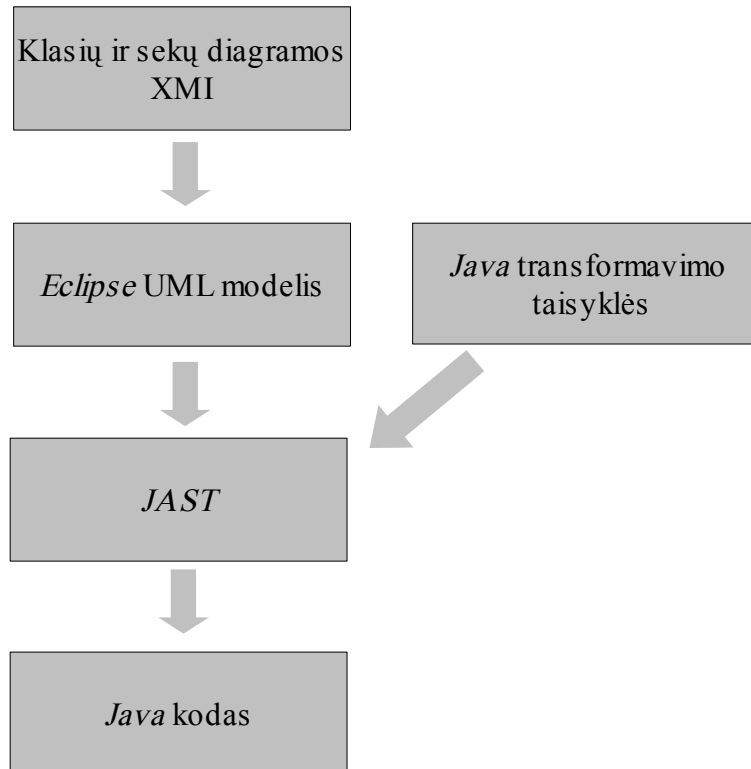 Klasių ir sekų diagramos
XMI
Eclipse UML modelis
Java transformavimo
taisyklės
JAST
Java kodas